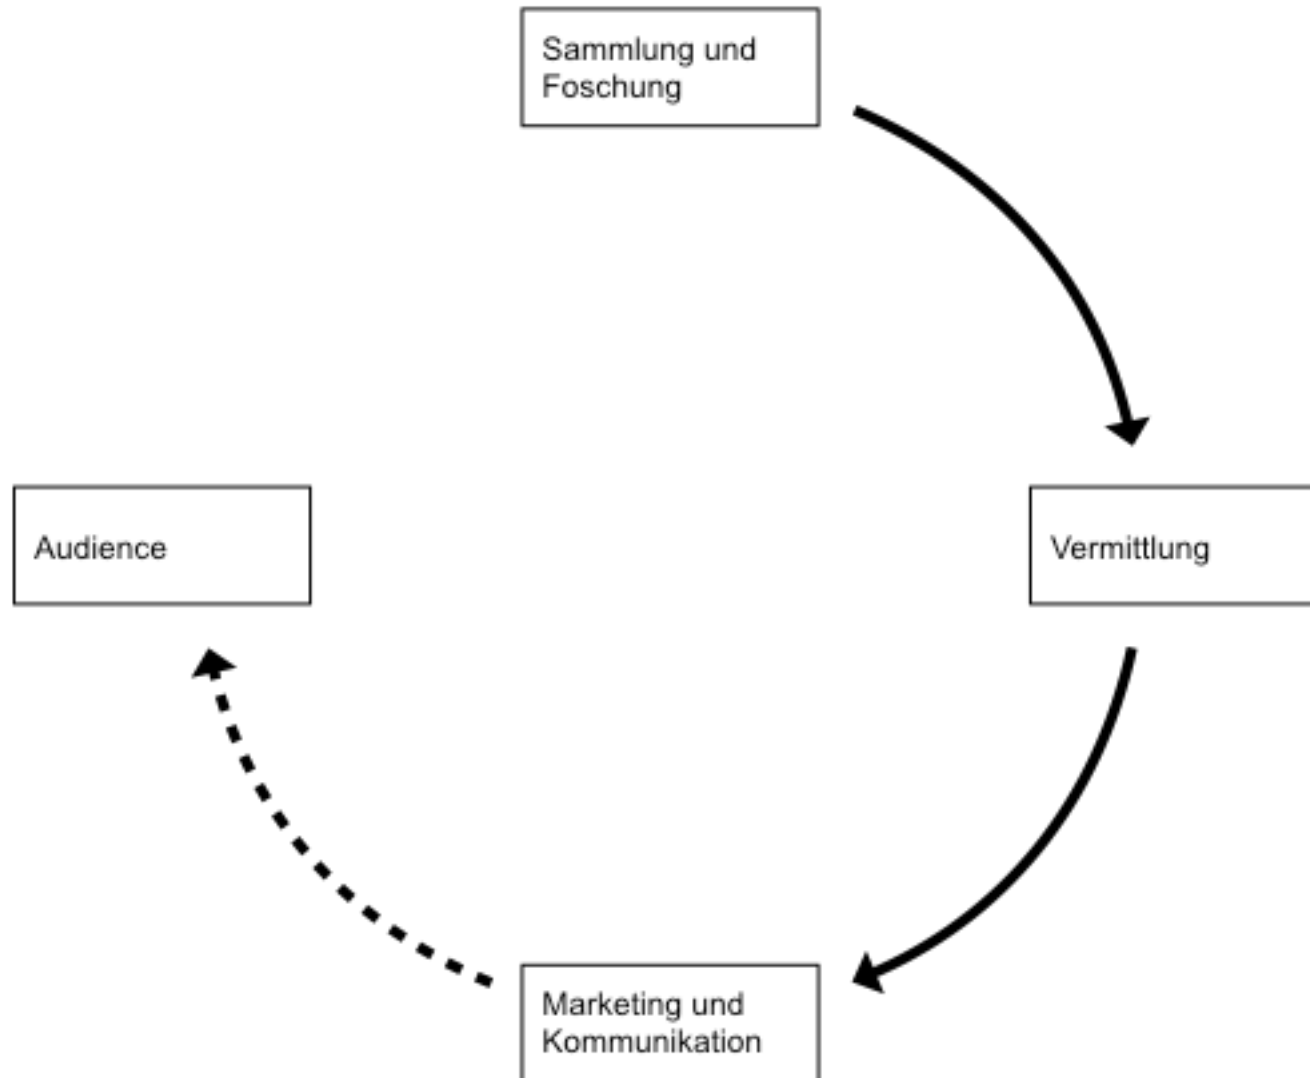 Sammlung und
Foschung
Audience
Vermittlung
Marketing und
Kommunikation